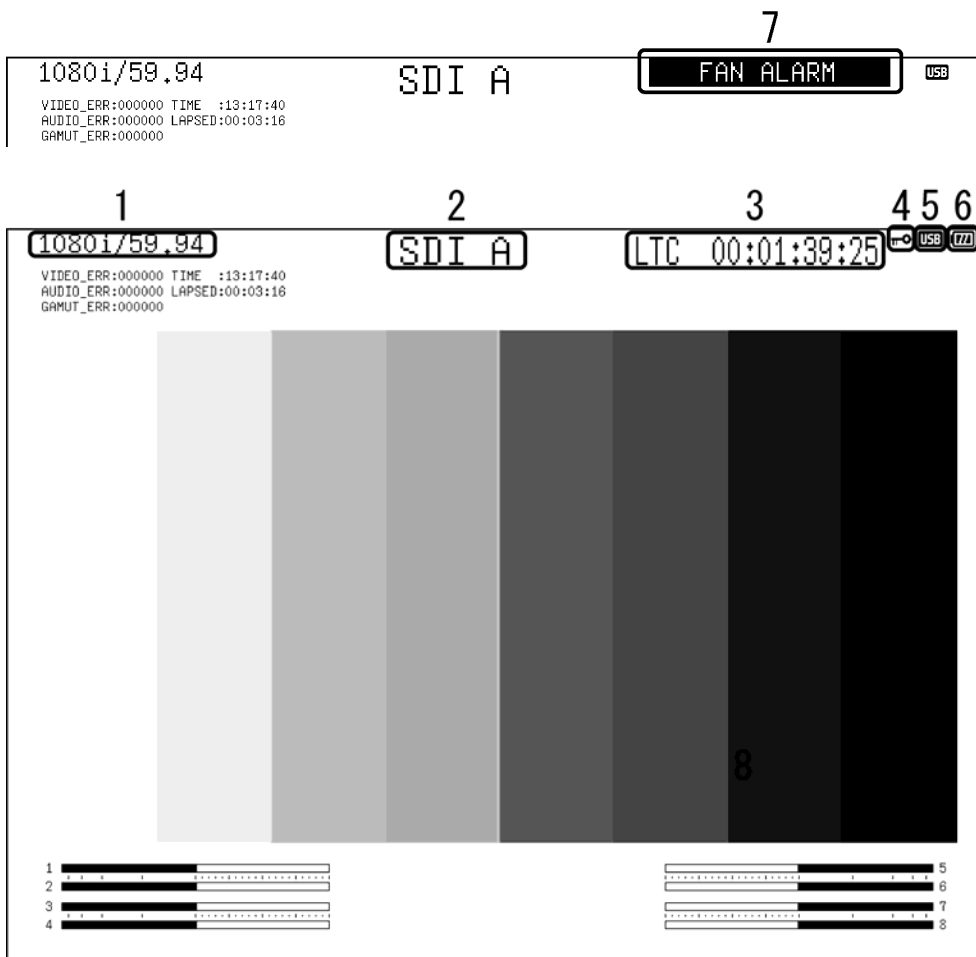 7
1080i/59.94 SDI A FAN ALARM USB
VIDEO_ERR:000000 TIME :13:17:40
AUDIO_ERR:000000 LAPSED:00:03:16
GAMUT_ERR:000000
1 2 3 4 5 6
1080i/59.94 SDI A LTC 00:01:39:25 USB
VIDEO_ERR:000000 TIME :13:17:40
AUDIO_ERR:000000 LAPSED:00:03:16
GAMUT_ERR:000000
8
1 5
2 6
3 7
4 8